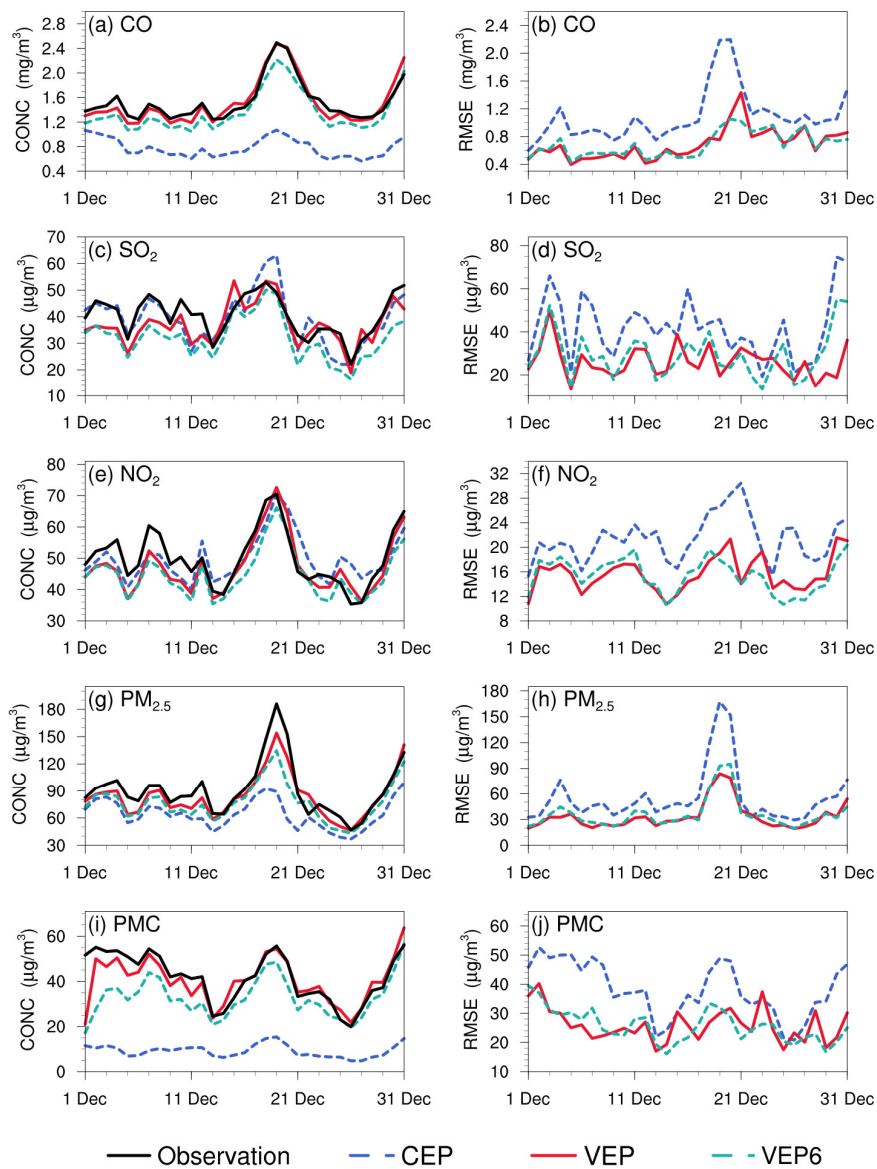 (a) CO
CONC (mg/m³)
2.8
2.4
2.0
1.6
1.2
0.8
0.4
1 Dec 11 Dec 21 Dec 31 Dec
(b) CO
RMSE (mg/m³)
2.6
2.4
2.0
1.6
1.2
0.8
0.4
1 Dec 11 Dec 21 Dec 31 Dec
(c) SO₂
CONC (µg/m³)
70
60
50
40
30
20
10
1 Dec 11 Dec 21 Dec 31 Dec
(d) SO₂
RMSE (µg/m³)
80
60
40
20
1 Dec 11 Dec 21 Dec 31 Dec
(e) NO₂
CONC (µg/m³)
81
70
60
50
40
30
1 Dec 11 Dec 21 Dec 31 Dec
(f) NO₂
RMSE (µg/m³)
32
28
24
20
16
12
8
1 Dec 11 Dec 21 Dec 31 Dec
(g) PM₂.₅
CONC (µg/m³)
180
150
120
90
60
30
1 Dec 11 Dec 21 Dec 31 Dec
(h) PM₂.₅
RMSE (µg/m³)
180
150
120
90
60
30
0
1 Dec 11 Dec 21 Dec 31 Dec
(i) PMC
CONC (µg/m³)
60
40
20
0
1 Dec 11 Dec 21 Dec 31 Dec
(j) PMC
RMSE (µg/m³)
60
50
40
30
20
10
1 Dec 11 Dec 21 Dec 31 Dec
Observation CEP VEP VEP6